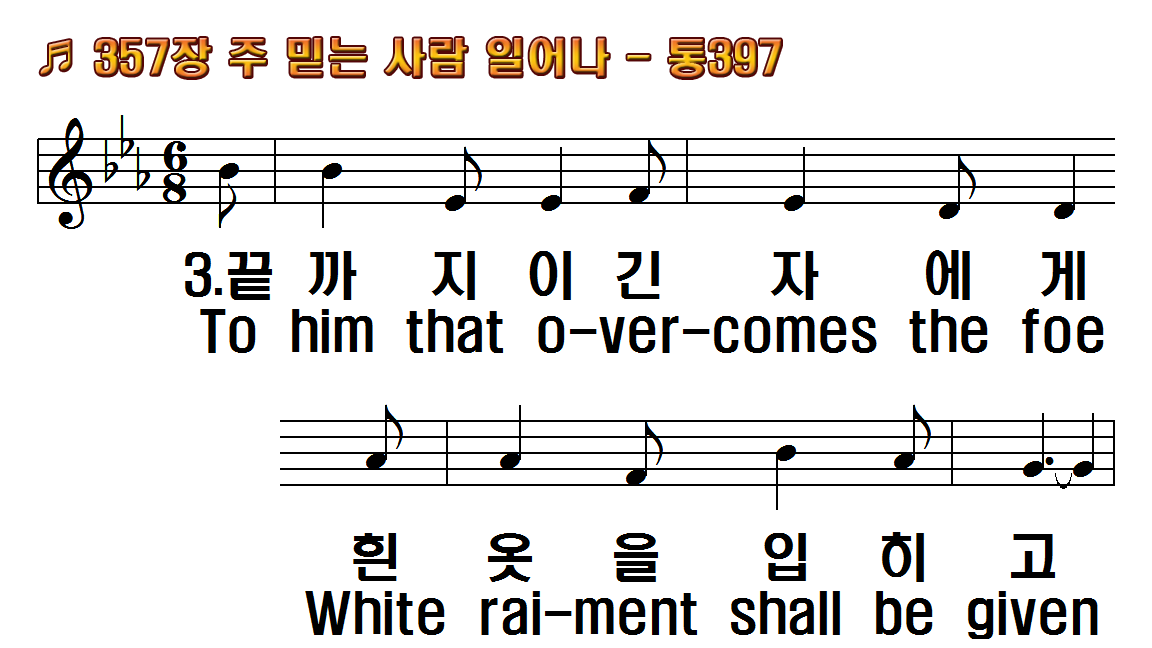 ♬ 357장 주 믿는 사람 일어나 - 통397
6
8
3.끝 까 지 이 긴 자 에 게
To him that o-ver-comes the foe
흰 옷 을 입 히 고
White rai-ment shall be given